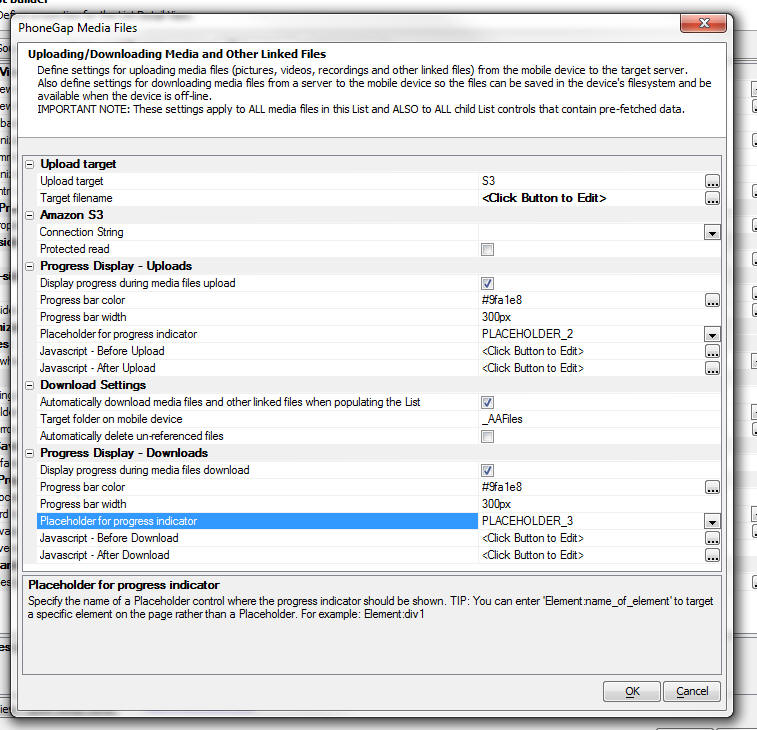 PhoneGap Media Files
Uploading/Downloading Media and Other Linked Files
Define settings for uploading media files (pictures, videos, recordings and other linked files) from the mobile device to the target server.
Also define settings for downloading media files from a server to the mobile device so the files can be saved in the device's filesystem and be
available when the device is off-line.
IMPORTANT NOTE: These settings apply to ALL media files in this List and ALSO to ALL child List controls that contain pre-fetched data.
Upload target
Upload target S3 ...
Target filename <Click Button to Edit> ...
Amazon S3
Connection String
Protected read
Progress Display - Uploads
Display progress during media files upload
Progress bar color #9fa1e8 ...
Progress bar width 300px
Placeholder for progress indicator PLACEHOLDER_2
Javascript - Before Upload <Click Button to Edit> ...
Javascript - After Upload <Click Button to Edit> ...
Download Settings
Automatically download media files and other linked files when populating the List
Target folder on mobile device _AAFiles
Automatically delete un-referenced files
Progress Display - Downloads
Display progress during media files download
Progress bar color #9fa1e8 ...
Progress bar width 300px
Placeholder for progress indicator PLACEHOLDER_3
Javascript - Before Download <Click Button to Edit> ...
Javascript - After Download <Click Button to Edit> ...
Placeholder for progress indicator
Specify the name of a Placeholder control where the progress indicator should be shown. TIP: You can enter 'Element:name_of_element' to target
a specific element on the page rather than a Placeholder. For example: Element:div1
OK Cancel